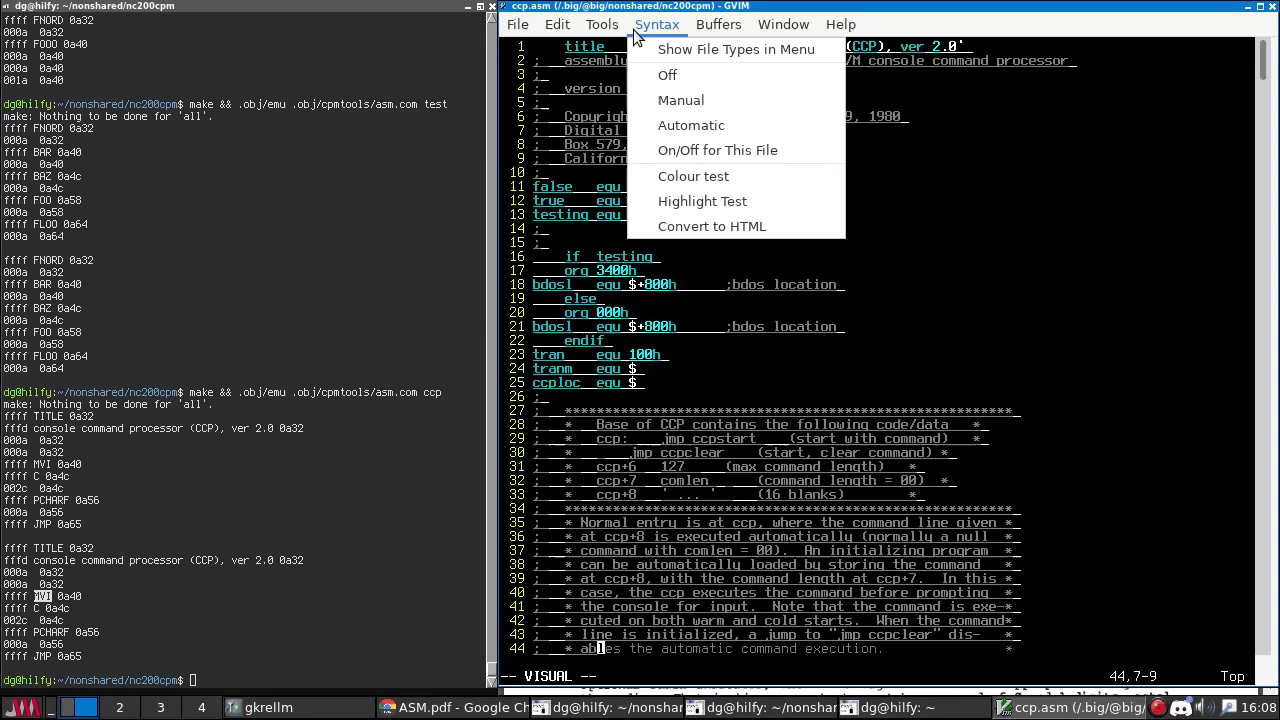 dg@hilfy: ~/nonshared/nc200cpm
ffff FNORD 0a32
000a  0a32
ffff FOOO 0a40
000a  0a40
000a  0a40
001a  0a40
dg@hilfy:~/nonshared/nc200cpm$ make && .obj/emu .obj/cpmtools/asm.com test
make: Nothing to be done for 'all'.
ffff FNORD 0a32
000a  0a32
ffff BAR 0a40
000a  0a40
ffff BAZ 0a4c
000a  0a4c
ffff FOO 0a58
000a  0a58
ffff FLOO 0a64
000a  0a64
ffff FNORD 0a32
000a  0a32
ffff BAR 0a40
000a  0a40
ffff BARZ 0a4c
000a  0a4c
ffff FOO 0a58
000a  0a58
ffff FLOO 0a64
000a  0a64
dg@hilfy:~/nonshared/nc200cpm$ make && .obj/emu .obj/cpmtools/asm.com ccp
make: Nothing to be done for 'all'.
ffff TITLE 0a32
fffd console command processor (CCP), ver 2.0 0a32
000a  0a32
000a  0a32
ffff MVI 0a40
ffff C 0a4c
002c  0a4c
ffff PCHARF 0a56
000a  0a56
ffff JMP 0a65
ffff TITLE 0a32
fffd console command processor (CCP), ver 2.0 0a32
000a  0a32
000a  0a32
ffff MVI 0a40
ffff C 0a4c
002c  0a4c
ffff PCHARF 0a56
000a  0a56
ffff JMP 0a65
dg@hilfy:~/nonshared/nc200cpm$
ccp.asm (/.big/@big/nonshared/nc200cpm) - GVIM
File Edit Tools Syntax Buffers Window Help
Show File Types in Menu
Off
Manual
Automatic
On/Off for This File
Colour test
Highlight Test
Convert to HTML
1 title (CCP), ver 2.0'
2 ; assembl /M console command processor
3 ;
4 ; version
5 ;
6 ; Copyrigh 9, 1980
7 ; Digital
8 ; Box 579,
9 ; Californ
10 ;
11 false equ
12 true equ
13 testing equ
14 ;
15 ;
16 if testing
17 org 3400h
18 bdosl equ $+800h ;bdos location
19 else
20 org 000h
21 bdosl equ $+800h ;bdos location
22 endif
23 tran equ 100h
24 tranm equ $
25 ccploc equ $
26 ;
27 ; ********************************************************
28 ; * Base of CCP contains the following code/data *
29 ; * ccp: jmp ccpstart (start with command) *
30 ; * jmp ccpclear (start, clear command) *
31 ; * ccp+6 127 (max command length) *
32 ; * ccp+7 comlen (command length = 00) *
33 ; * ccp+8 ' ... ' (16 blanks) *
34 ; ********************************************************
35 ; * Normal entry is at ccp, where the command line given *
36 ; * at ccp+8 is executed automatically (normally a null *
37 ; * command with comlen = 00). An initializing program *
38 ; * can be automatically loaded by storing the command *
39 ; * at ccp+8, with the command length at ccp+7. In this *
40 ; * case, the ccp executes the command before prompting *
41 ; * the console for input. Note that the command is exe-*
42 ; * cuted on both warm and cold starts. When the command*
43 ; * line is initialized, a jump to "jmp ccpclear" dis- *
44 ; * ables the automatic command execution. *
-- VISUAL -- 44,7-9 Top
2 3 4 gkrellm ASM.pdf - Google Ch dg@hilfy: ~/nonshar dg@hilfy: ~/nonshar dg@hilfy: ~ ccp.asm (/.big/@big/ 16:08